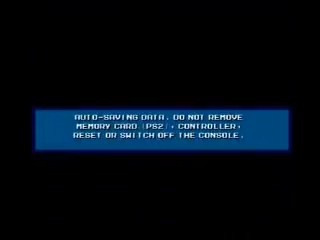 AUTO-SAVING DATA. DO NOT REMOVE
MEMORY CARD (PS2), CONTROLLER,
RESET OR SWITCH OFF THE CONSOLE.